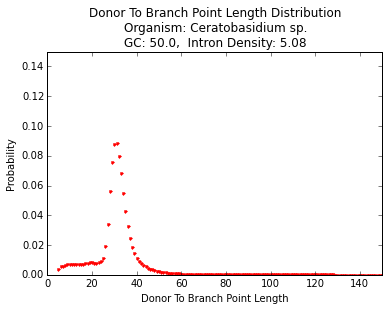 Donor To Branch Point Length Distribution
Organism: Ceratobasidium sp.
GC: 50.0,  Intron Density: 5.08
0.14
0.12
0.10
0.08
0.06
0.04
0.02
0.00
Probability
0 20 40 60 80 100 120 140
Donor To Branch Point Length